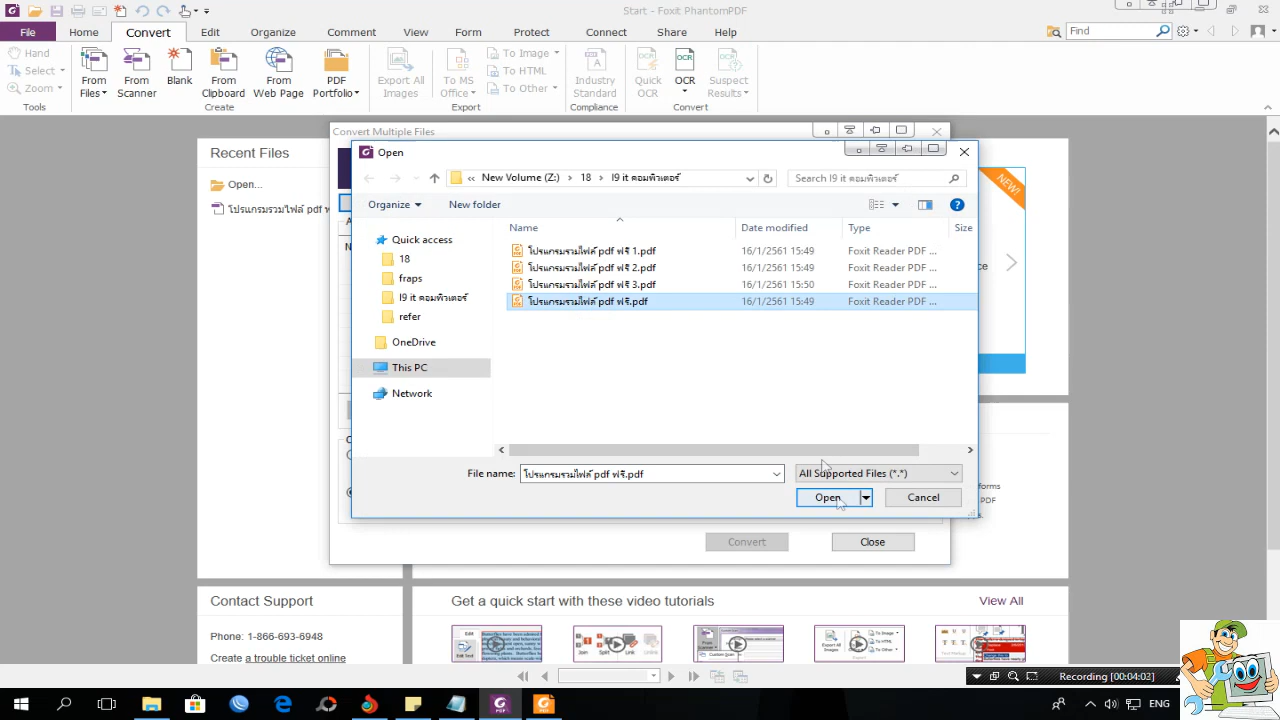 Start - Foxit PhantomPDF
File Home Convert Edit Organize Comment View Form Protect Connect Share Help Find
Hand
Select
Zoom
Tools
From Files
From Scanner
Blank
From Clipboard
From Web Page
PDF Portfolio
Create
Export All Images
To MS Office
To Image
To HTML
To Other
Export
Industry Standard
Compliance
Quick OCR
OCR
Suspect Results
Convert
Recent Files
Open...
โปรแกรมรวมไฟล์ pdf ฟ
Convert Multiple Files
Open
« New Volume (Z:) › 18 › I9 it คอมพิวเตอร์
Search I9 it คอมพิวเตอร์
Organize New folder
Quick access
18
fraps
I9 it คอมพิวเตอร์
refer
OneDrive
This PC
Network
Name Date modified Type Size
โปรแกรมรวมไฟล์ pdf ฟรี 1.pdf 16/1/2561 15:49 Foxit Reader PDF ...
โปรแกรมรวมไฟล์ pdf ฟรี 2.pdf 16/1/2561 15:49 Foxit Reader PDF ...
โปรแกรมรวมไฟล์ pdf ฟรี 3.pdf 16/1/2561 15:50 Foxit Reader PDF ...
โปรแกรมรวมไฟล์ pdf ฟรี.pdf 16/1/2561 15:49 Foxit Reader PDF ...
File name: โปรแกรมรวมไฟล์ pdf ฟรี.pdf All Supported Files (*.*)
Open Cancel
Convert Close
NEW!
ce
orms
PDF
s.
Contact Support
Phone: 1-866-693-6948
Create a trouble ticket online
Get a quick start with these video tutorials
View All
Recording [00:04:03]
ENG